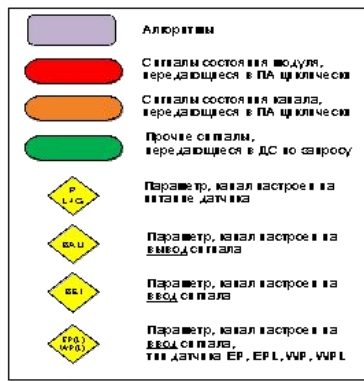 Алгоритмы
Сигналы состояния модуля,
передающиеся в ПА циклически
Сигналы состояния канала,
передающиеся в ПА циклически
Прочие сигналы,
передающиеся в ДС по запросу
Параметр, канал настроен на
питание датчика
Параметр, канал настроен на
вывод сигнала
Параметр, канал настроен на
ввод сигнала
Параметр, канал настроен на
ввод сигнала,
тип датчика EP, EPL, WP, WPL
EP(L)
WP(L)